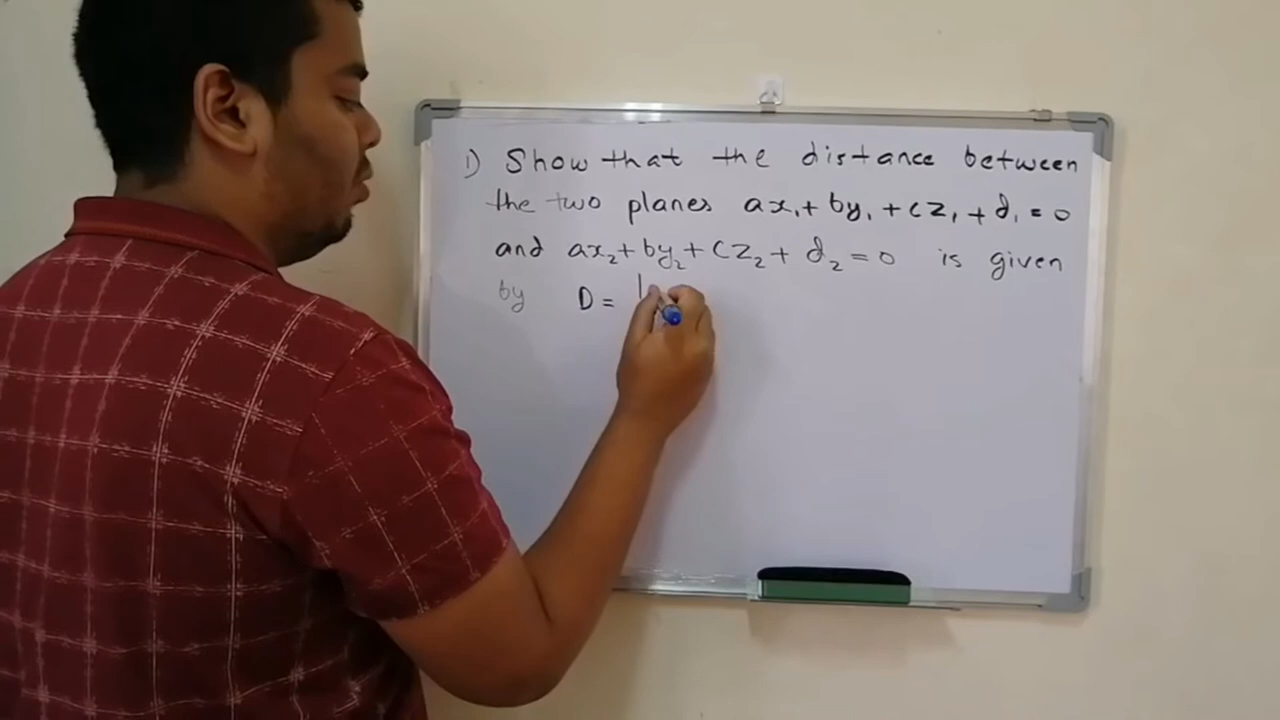 1) Show that the distance between
the two planes ax₁+by₁+cz₁+d₁=0
and ax₂+by₂+cz₂+d₂=0 is given
by D= |